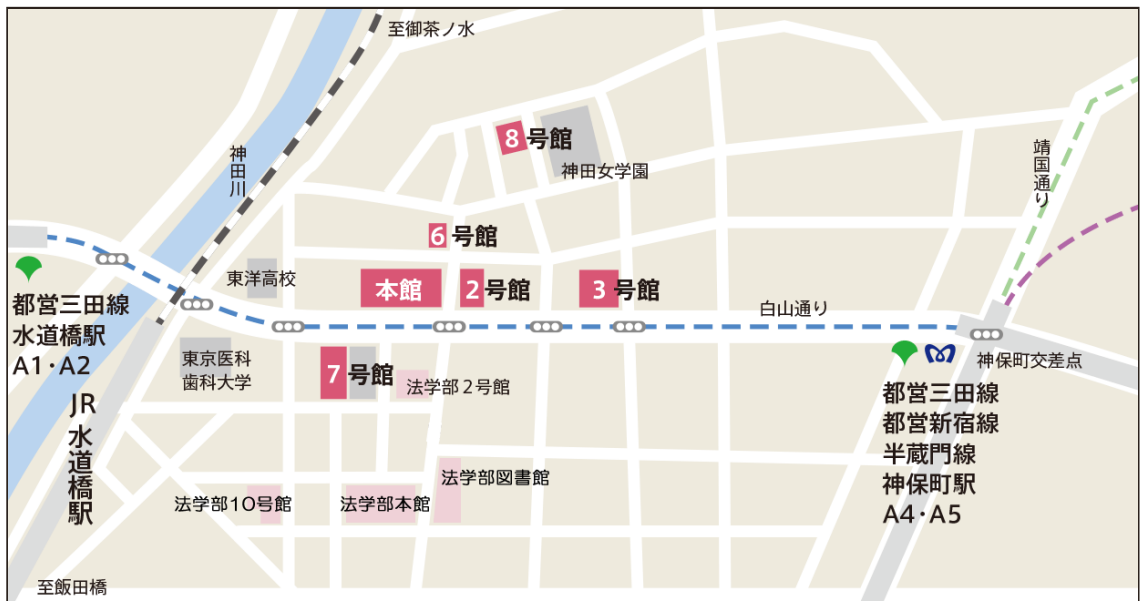 至御茶ノ水
8号館
神田女学園
靖国通り
神田川
6号館
東洋高校
本館
2号館
3号館
白山通り
都営三田線
水道橋駅
A1・A2
東京医科
歯科大学
7号館
法学部2号館
神保町交差点
都営三田線
都営新宿線
半蔵門線
神保町駅
A4・A5
JR水道橋駅
法学部図書館
法学部10号館
法学部本館
至飯田橋